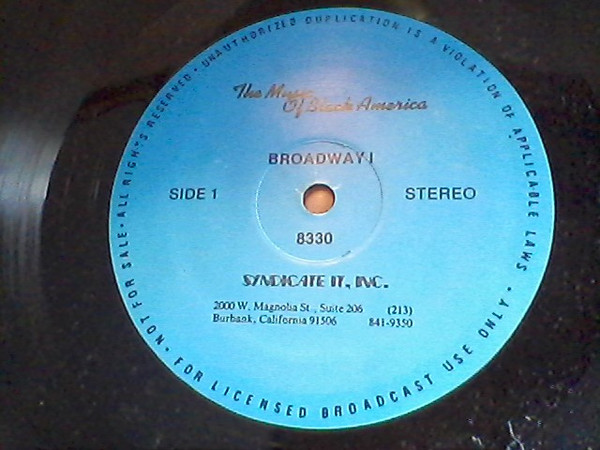 ALL RIGHTS RESERVED · UNAUTHORIZED DUPLICATION IS A VIOLATION OF APPLICABLE LAWS ·
The Music
Of Black America
BROADWAY I
SIDE 1
STEREO
8330
SYNDICATE IT, INC.
2000 W. Magnolia St., Suite 206 (213)
Burbank, California 91506 841-9350
NOT FOR SALE · FOR LICENSED BROADCAST USE ONLY ·